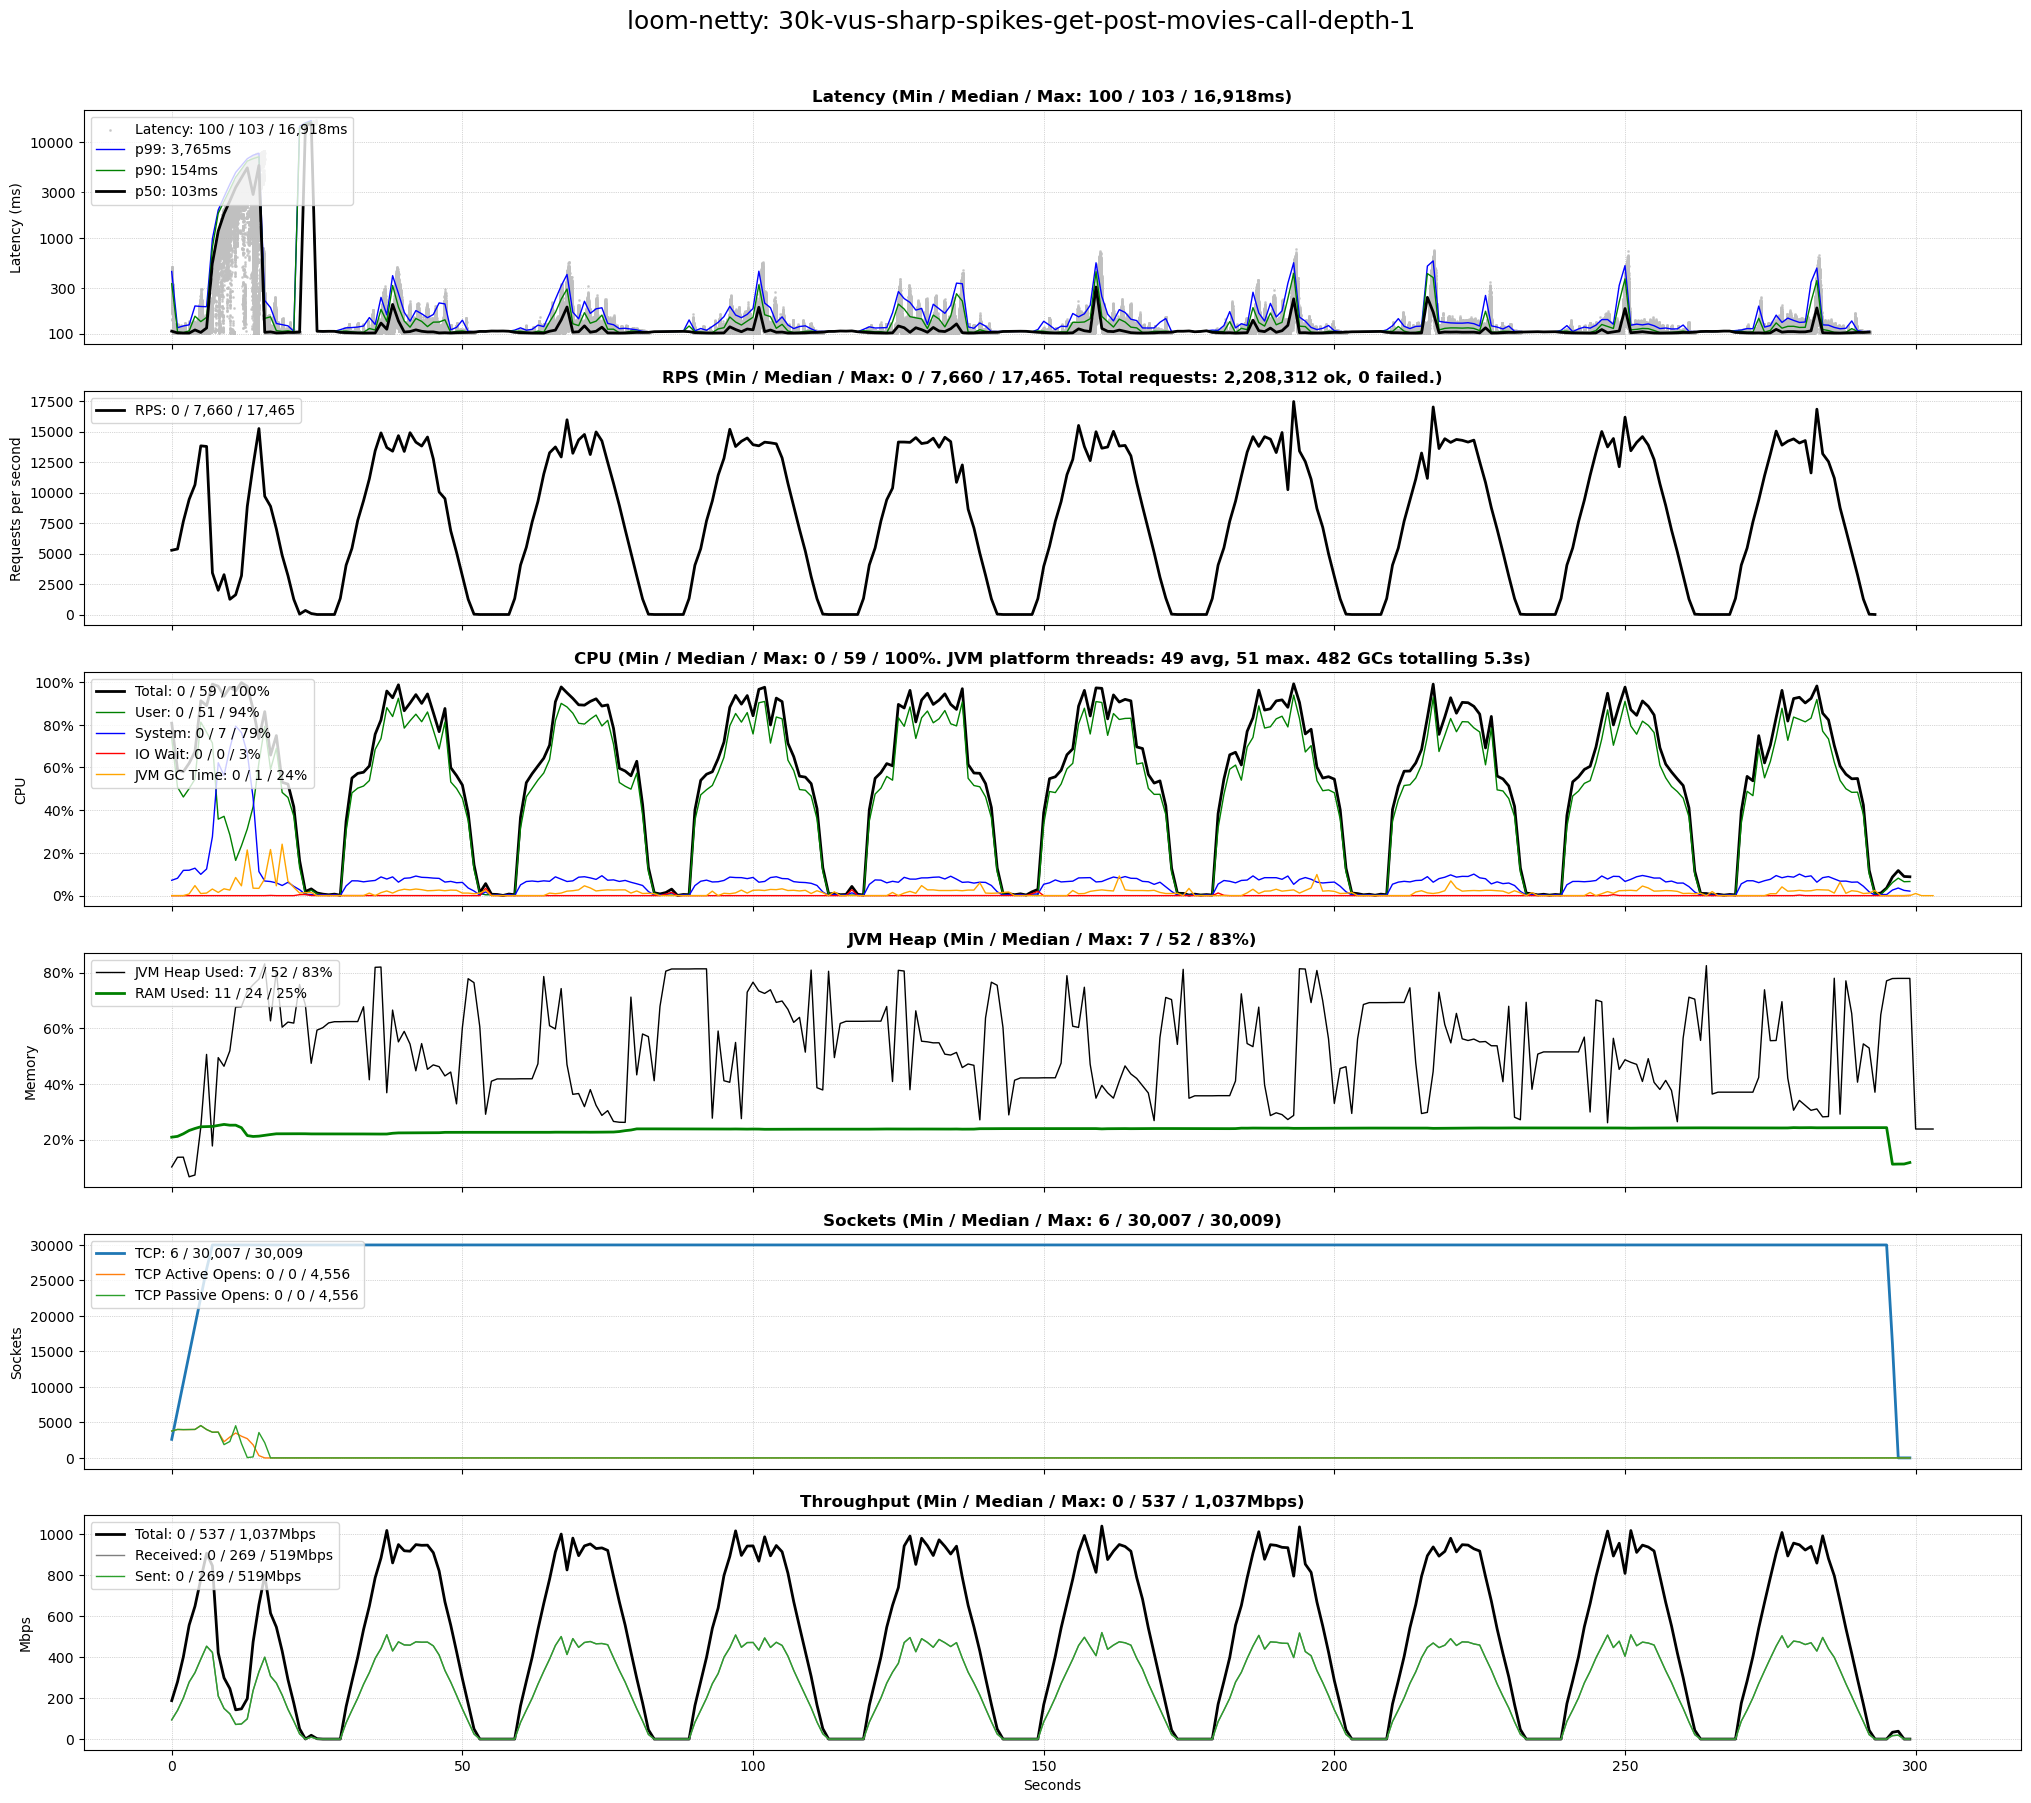 loom-netty: 30k-vus-sharp-spikes-get-post-movies-call-depth-1
Latency (Min / Median / Max: 100 / 103 / 16,918ms)
Latency: 100 / 103 / 16,918ms
p99: 3,765ms
p90: 154ms
p50: 103ms
10000
3000
1000
300
100
Latency (ms)
RPS (Min / Median / Max: 0 / 7,660 / 17,465. Total requests: 2,208,312 ok, 0 failed.)
RPS: 0 / 7,660 / 17,465
17500
15000
12500
10000
7500
5000
2500
0
Requests per second
CPU (Min / Median / Max: 0 / 59 / 100%. JVM platform threads: 49 avg, 51 max. 482 GCs totalling 5.3s)
Total: 0 / 59 / 100%
User: 0 / 51 / 94%
System: 0 / 7 / 79%
IO Wait: 0 / 0 / 3%
JVM GC Time: 0 / 1 / 24%
100%
80%
60%
40%
20%
0%
CPU
JVM Heap (Min / Median / Max: 7 / 52 / 83%)
JVM Heap Used: 7 / 52 / 83%
RAM Used: 11 / 24 / 25%
80%
60%
40%
20%
Memory
Sockets (Min / Median / Max: 6 / 30,007 / 30,009)
TCP: 6 / 30,007 / 30,009
TCP Active Opens: 0 / 0 / 4,556
TCP Passive Opens: 0 / 0 / 4,556
30000
25000
20000
15000
10000
5000
0
Sockets
Throughput (Min / Median / Max: 0 / 537 / 1,037Mbps)
Total: 0 / 537 / 1,037Mbps
Received: 0 / 269 / 519Mbps
Sent: 0 / 269 / 519Mbps
1000
800
600
400
200
0
Mbps
0 50 100 150 200 250 300
Seconds